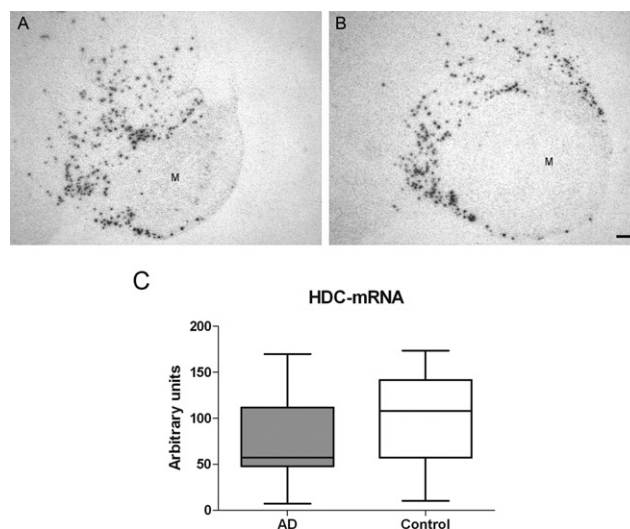 A
B
M
M
C
HDC-mRNA
200
150
100
50
0
Arbitrary units
AD
Control